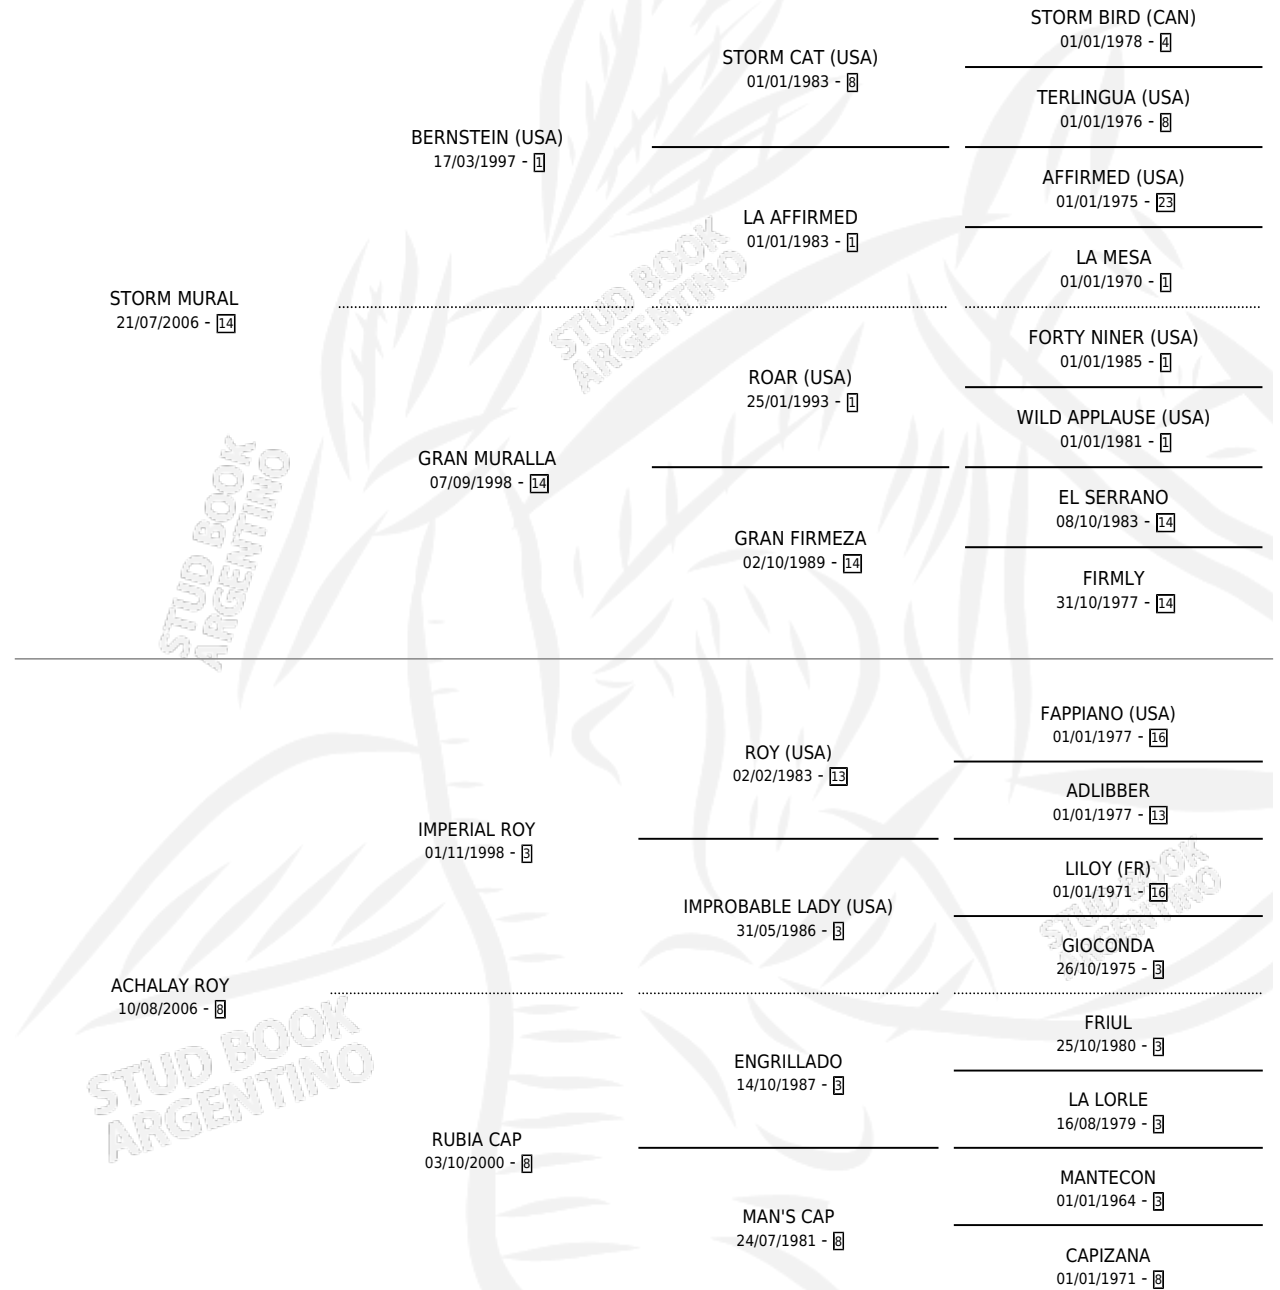 STORM MURAL
21/07/2006 - 14
BERNSTEIN (USA)
17/03/1997 - 1
STORM CAT (USA)
01/01/1983 - 8
STORM BIRD (CAN)
01/01/1978 - 4
TERLINGUA (USA)
01/01/1976 - 8
LA AFFIRMED
01/01/1983 - 1
AFFIRMED (USA)
01/01/1975 - 23
LA MESA
01/01/1970 - 1
GRAN MURALLA
07/09/1998 - 14
ROAR (USA)
25/01/1993 - 1
FORTY NINER (USA)
01/01/1985 - 1
WILD APPLAUSE (USA)
01/01/1981 - 1
GRAN FIRMEZA
02/10/1989 - 14
EL SERRANO
08/10/1983 - 14
FIRMLY
31/10/1977 - 14
ACHALAY ROY
10/08/2006 - 8
IMPERIAL ROY
01/11/1998 - 3
ROY (USA)
02/02/1983 - 13
FAPPIANO (USA)
01/01/1977 - 16
ADLIBBER
01/01/1977 - 13
IMPROBABLE LADY (USA)
31/05/1986 - 3
LILOY (FR)
01/01/1971 - 16
GIOCONDA
26/10/1975 - 3
RUBIA CAP
03/10/2000 - 8
ENGRILLADO
14/10/1987 - 3
FRIUL
25/10/1980 - 3
LA LORLE
16/08/1979 - 3
MAN'S CAP
24/07/1981 - 8
MANTECON
01/01/1964 - 3
CAPIZANA
01/01/1971 - 8
STUD BOOK
ARGENTINO
STUD BOOK
ARGENTINO
STUD BOOK
ARGENTINO
STUD BOOK
ARGENTINO